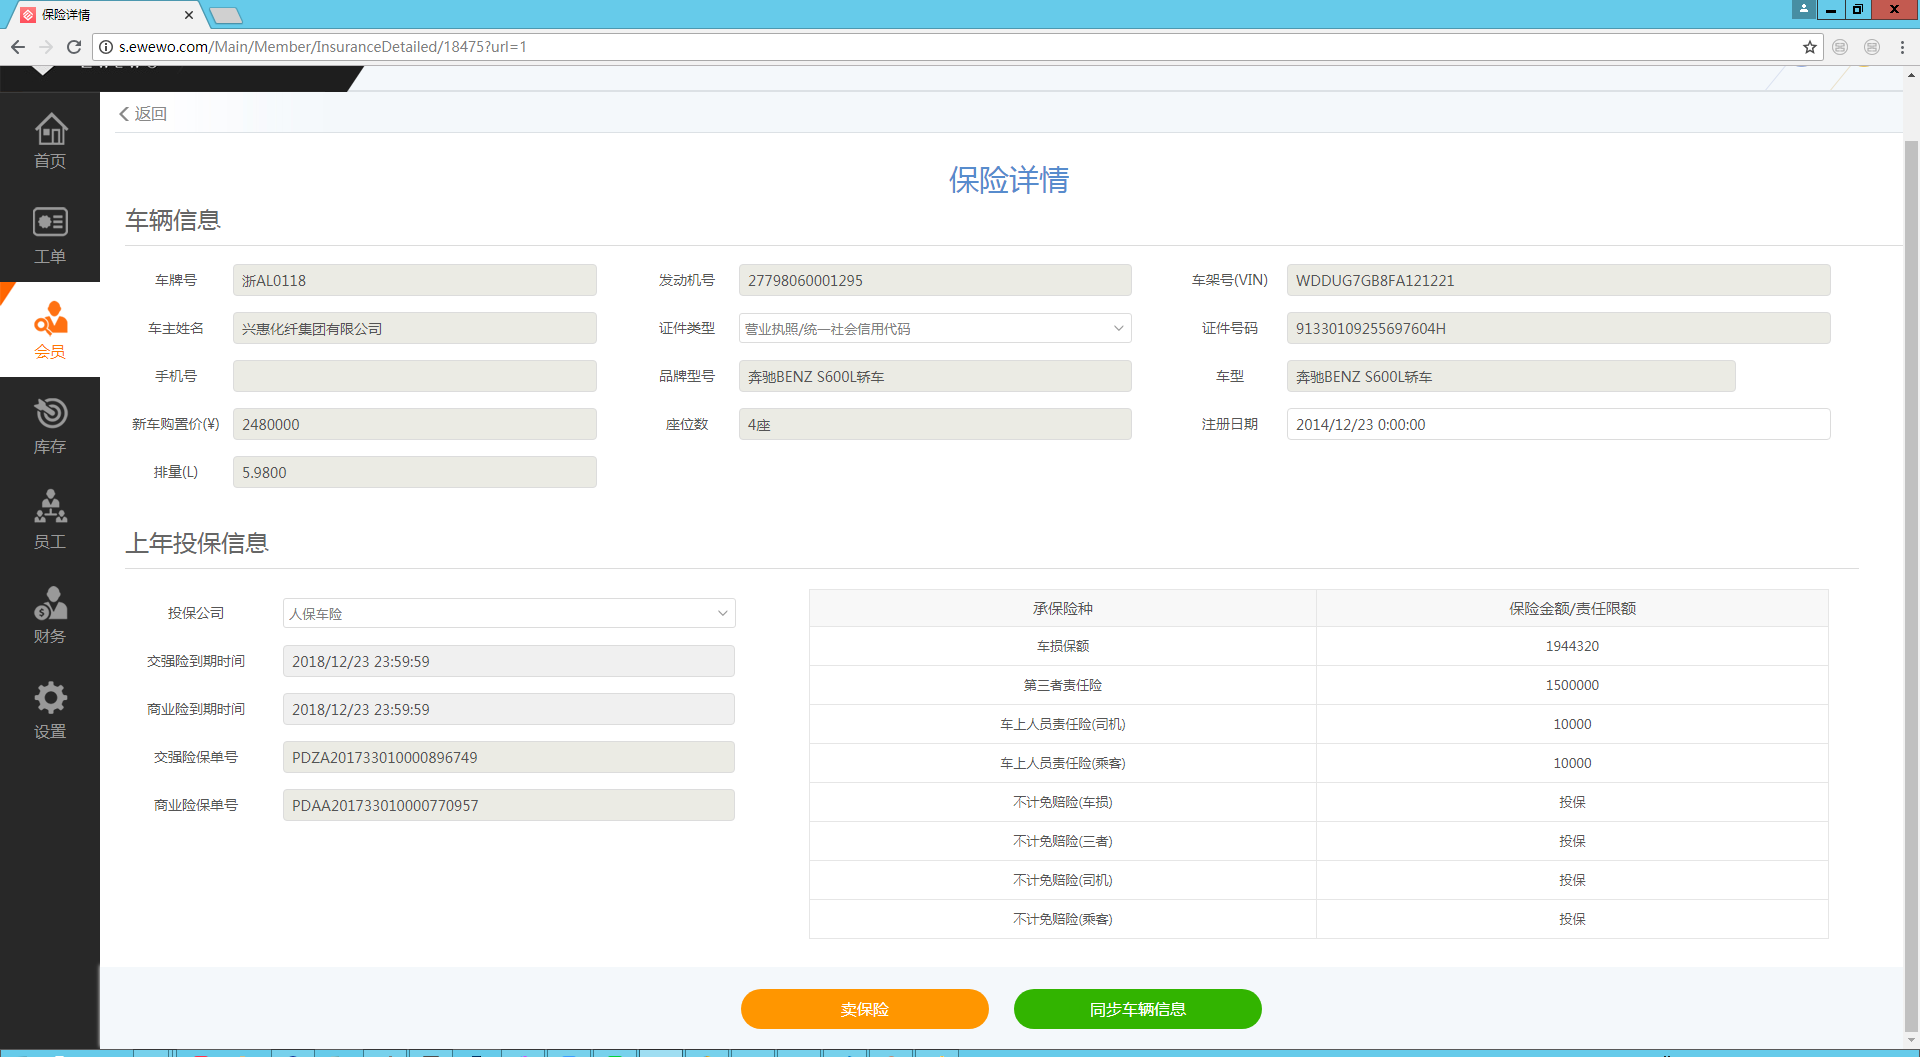 保险详情
s.ewewo.com/Main/Member/InsuranceDetailed/18475?url=1
返回
首页
工单
会员
库存
员工
财务
设置
保险详情
车辆信息
车牌号 浙AL0118 发动机号 27798060001295 车架号(VIN) WDDUG7GB8FA121221
车主姓名 兴惠化纤集团有限公司 证件类型 营业执照/统一社会信用代码 证件号码 91330109255697604H
手机号 品牌型号 奔驰BENZ S600L轿车 车型 奔驰BENZ S600L轿车
新车购置价(¥) 2480000 座位数 4座 注册日期 2014/12/23 0:00:00
排量(L) 5.9800
上年投保信息
投保公司 人保车险
交强险到期时间 2018/12/23 23:59:59
商业险到期时间 2018/12/23 23:59:59
交强险保单号 PDZA201733010000896749
商业险保单号 PDAA201733010000770957
承保险种 保险金额/责任限额
车损保额 1944320
第三者责任险 1500000
车上人员责任险(司机) 10000
车上人员责任险(乘客) 10000
不计免赔险(车损) 投保
不计免赔险(三者) 投保
不计免赔险(司机) 投保
不计免赔险(乘客) 投保
卖保险 同步车辆信息